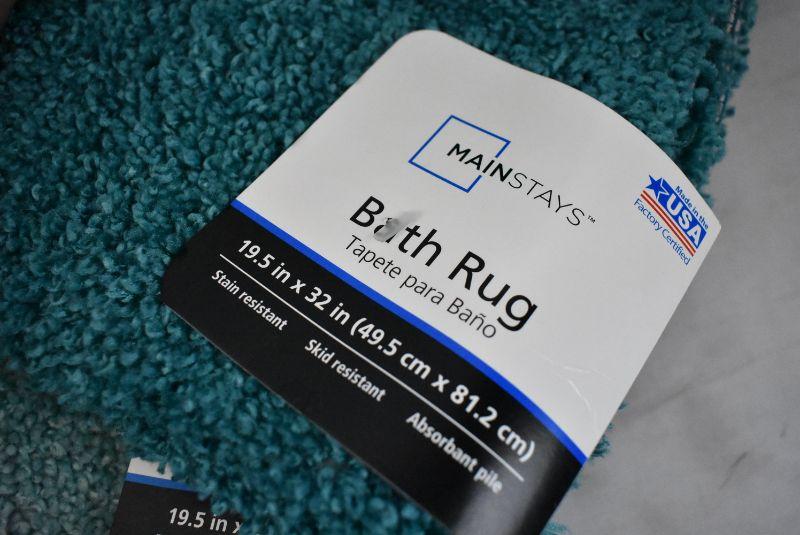 MAINSTAYS™
Made in the
USA
Factory Certified
Bath Rug
Tapete para Baño
19.5 in x 32 in (49.5 cm x 81.2 cm)
Stain resistant
Skid resistant
Absorbant pile
19.5 in x